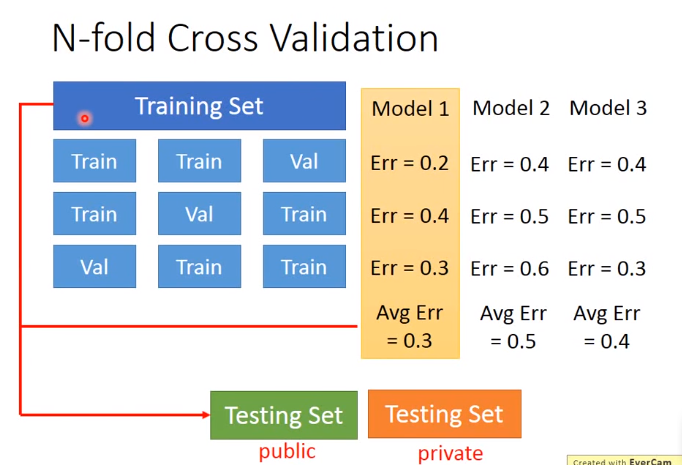 N-fold Cross Validation
Training Set
Model 1 Model 2 Model 3
Train Train Val
Err = 0.2 Err = 0.4 Err = 0.4
Train Val Train
Err = 0.4 Err = 0.5 Err = 0.5
Val Train Train
Err = 0.3 Err = 0.6 Err = 0.3
Avg Err Avg Err Avg Err
= 0.3 = 0.5 = 0.4
Testing Set Testing Set
public private
Created with EverCam